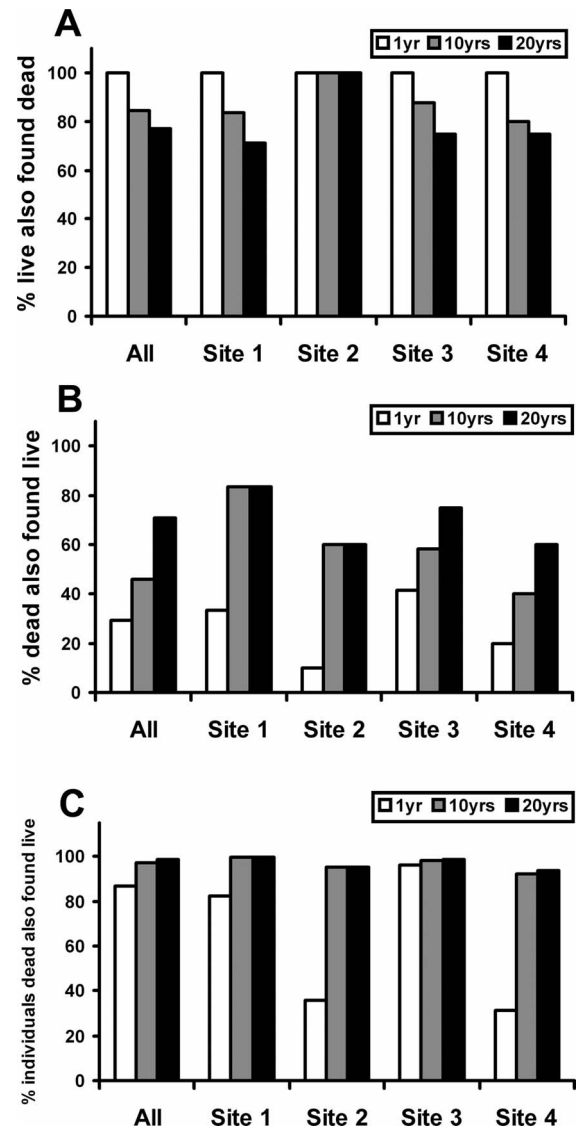 A
1yr 10yrs 20yrs
% live also found dead
100
80
60
40
20
0
All Site 1 Site 2 Site 3 Site 4
B
1yr 10yrs 20yrs
% dead also found live
100
80
60
40
20
0
All Site 1 Site 2 Site 3 Site 4
C
1yr 10yrs 20yrs
% individuals dead also found live
100
80
60
40
20
0
All Site 1 Site 2 Site 3 Site 4